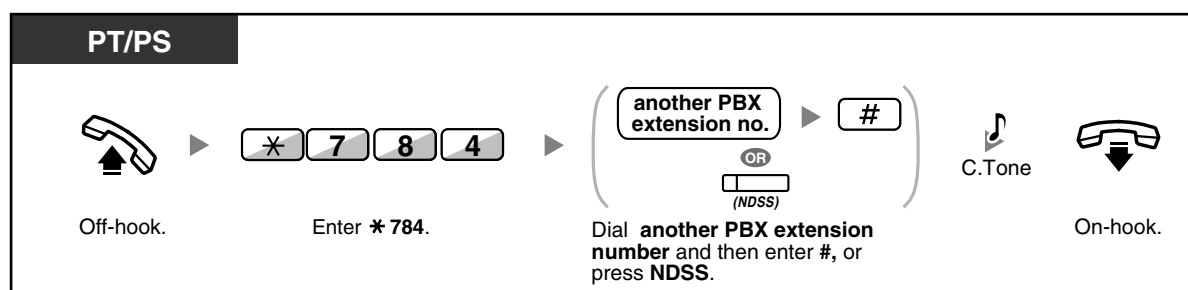 PT/PS
✳ 7 8 4
another PBX
extension no.
#
OR
(NDSS)
C.Tone
Off-hook.
Enter ✳ 784.
Dial another PBX extension
number and then enter #, or
press NDSS.
On-hook.